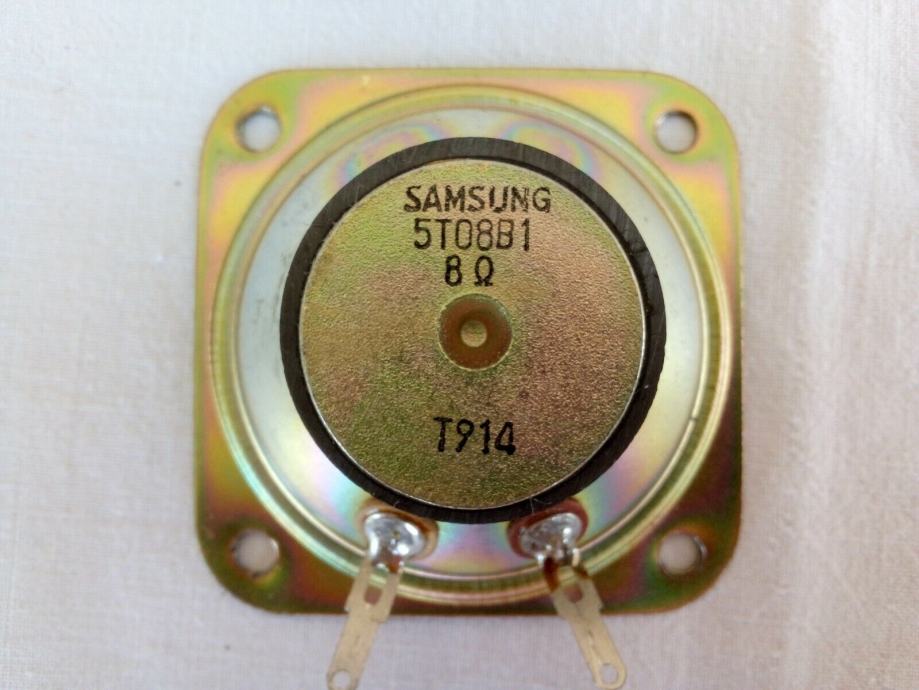 SAMSUNG
5T08B1
8 Ω
T914